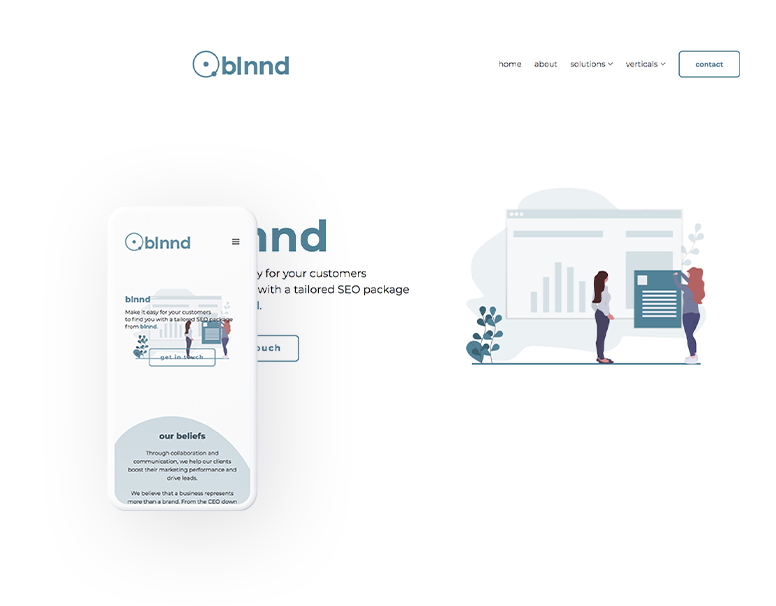 blnnd
home about solutions verticals contact
nnd
y for your customers
with a tailored SEO package
l.
ouch
blnnd
blnnd
Make it easy for your customers
to find you with a tailored SEO package
from blnnd.
get in touch
our beliefs
Through collaboration and
communication, we help our clients
boost their marketing performance and
drive leads.
We believe that a business represents
more than a brand. From the CEO down